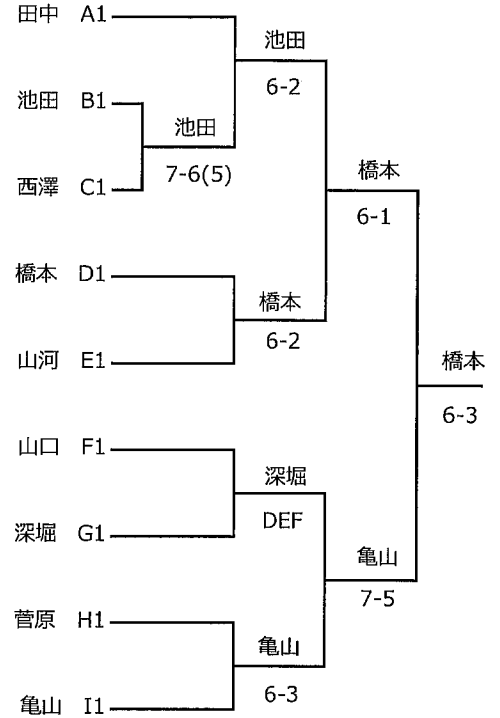 田中 A1
池田
6-2
池田 B1
池田
7-6(5)
西澤 C1
橋本
6-1
橋本 D1
橋本
6-2
山河 E1
橋本
6-3
山口 F1
深堀
DEF
深堀 G1
亀山
7-5
菅原 H1
亀山
6-3
亀山 I1